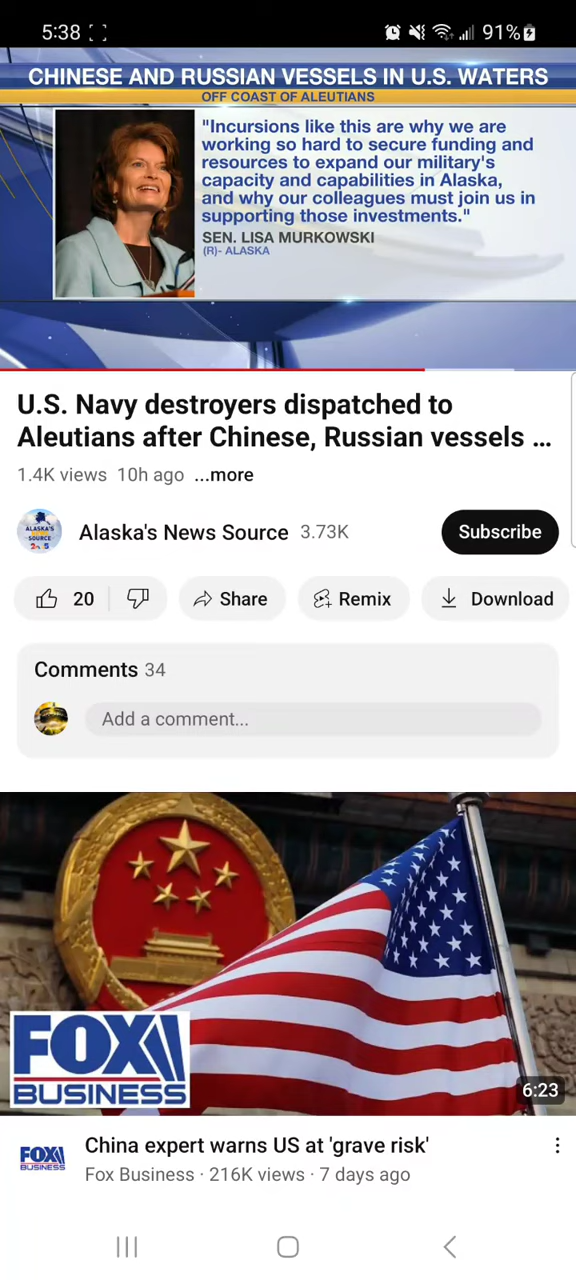 5:38
91%
CHINESE AND RUSSIAN VESSELS IN U.S. WATERS
OFF COAST OF ALEUTIANS
"Incursions like this are why we are
working so hard to secure funding and
resources to expand our military's
capacity and capabilities in Alaska,
and why our colleagues must join us in
supporting those investments."
SEN. LISA MURKOWSKI
(R)- ALASKA
U.S. Navy destroyers dispatched to
Aleutians after Chinese, Russian vessels ...
1.4K views 10h ago ...more
ALASKA'S
SOURCE
Alaska's News Source 3.73K
Subscribe
20
Share
Remix
Download
Comments 34
Add a comment...
FOX
BUSINESS
6:23
FOX
BUSINESS
China expert warns US at 'grave risk'
Fox Business · 216K views · 7 days ago